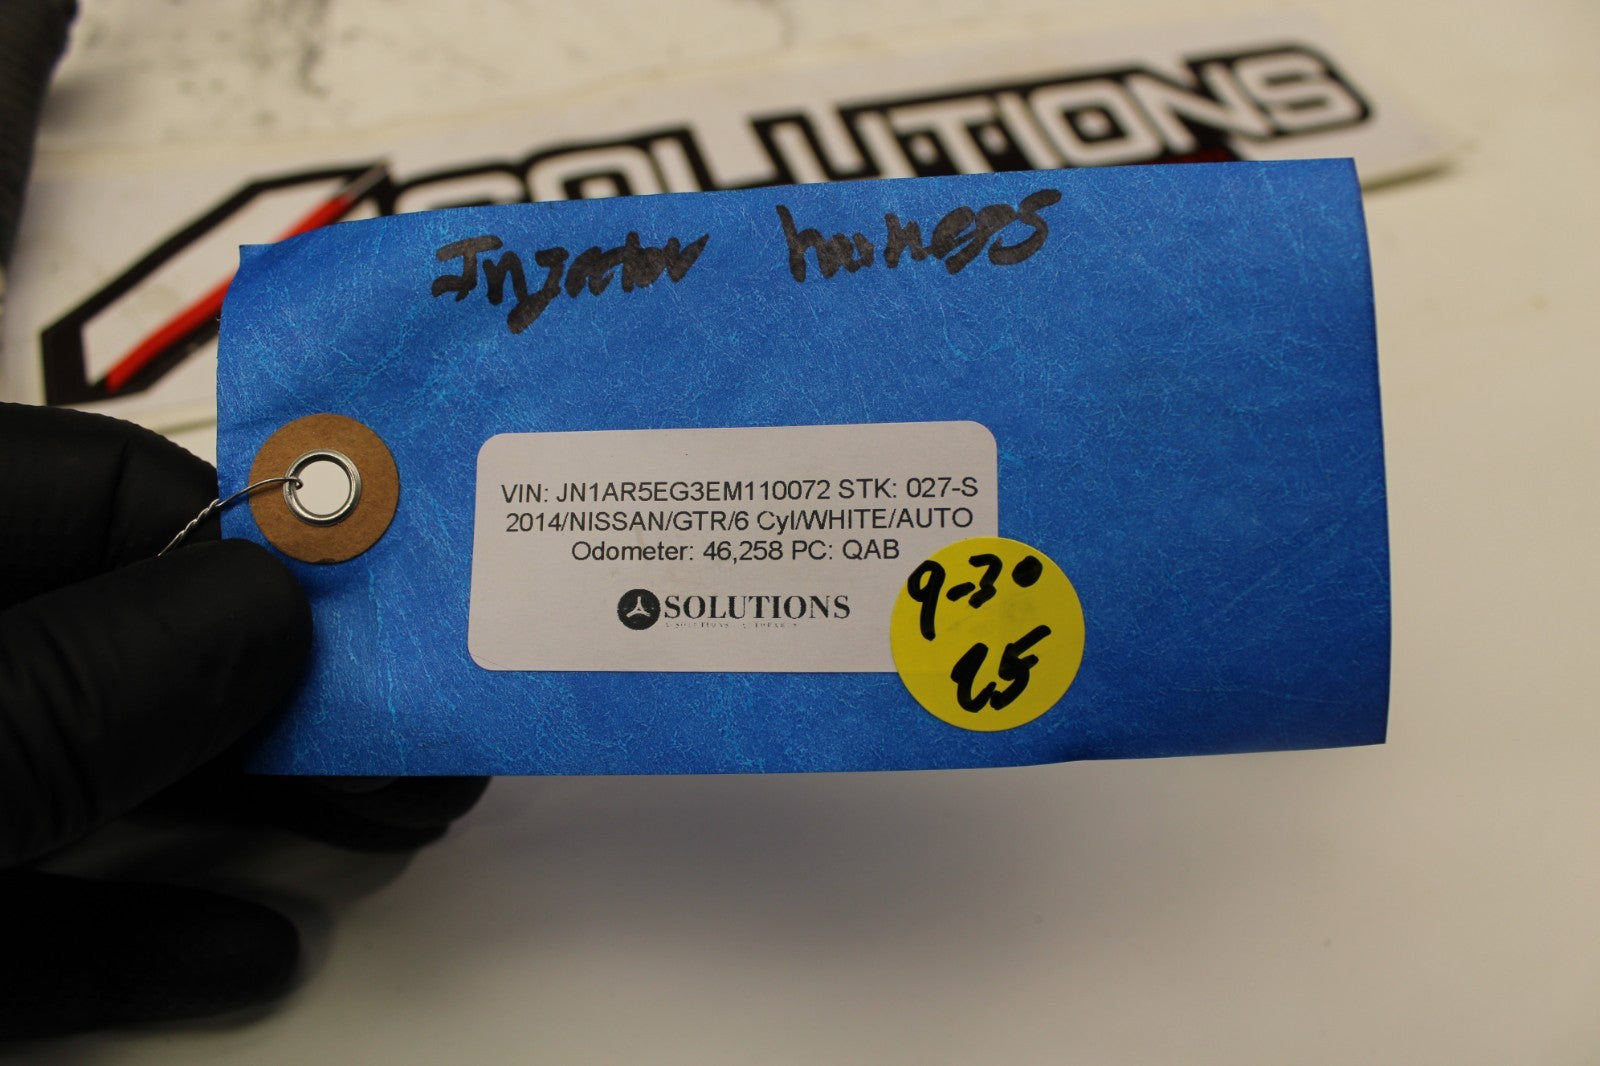 SOLUTIONS
Injector harness
VIN: JN1AR5EG3EM110072 STK: 027-S
2014/NISSAN/GTR/6 Cyl/WHITE/AUTO
Odometer: 46,258 PC: QAB
SOLUTIONS
9-30
25